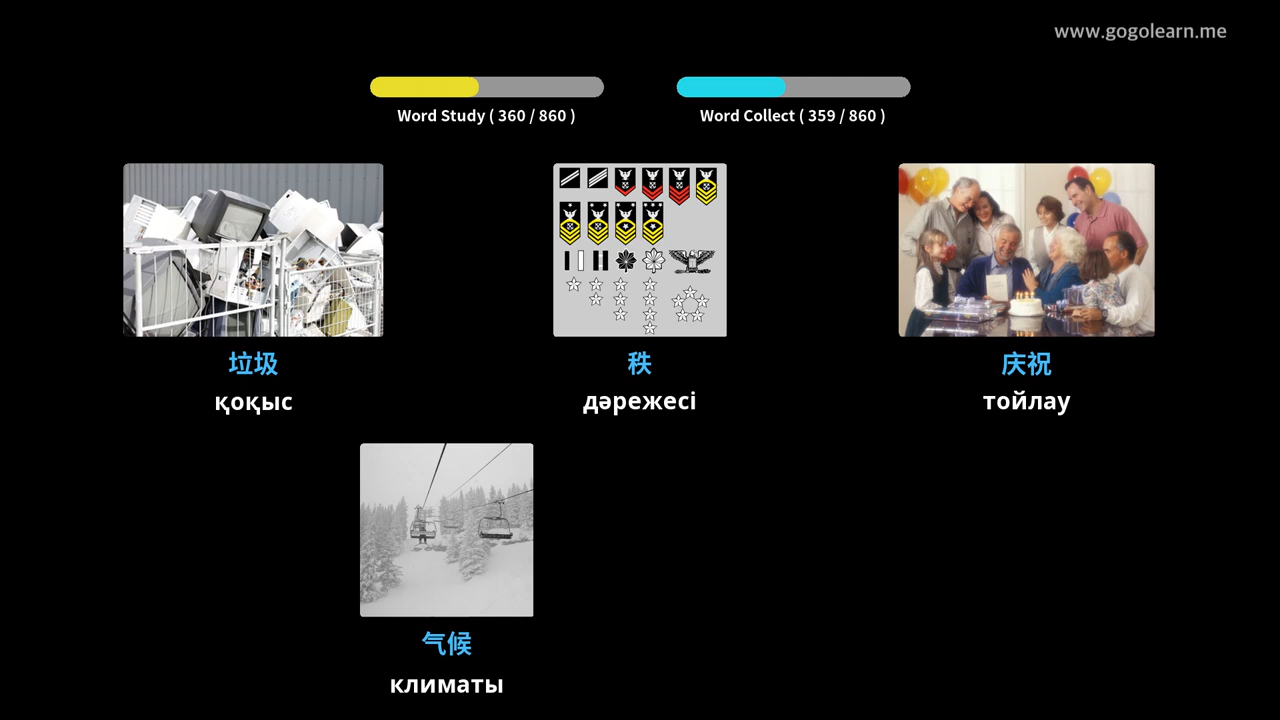 www.gogolearn.me
Word Study ( 360 / 860 )
Word Collect ( 359 / 860 )
垃圾
қоқыс
秩
дәрежесі
庆祝
тойлау
气候
климаты